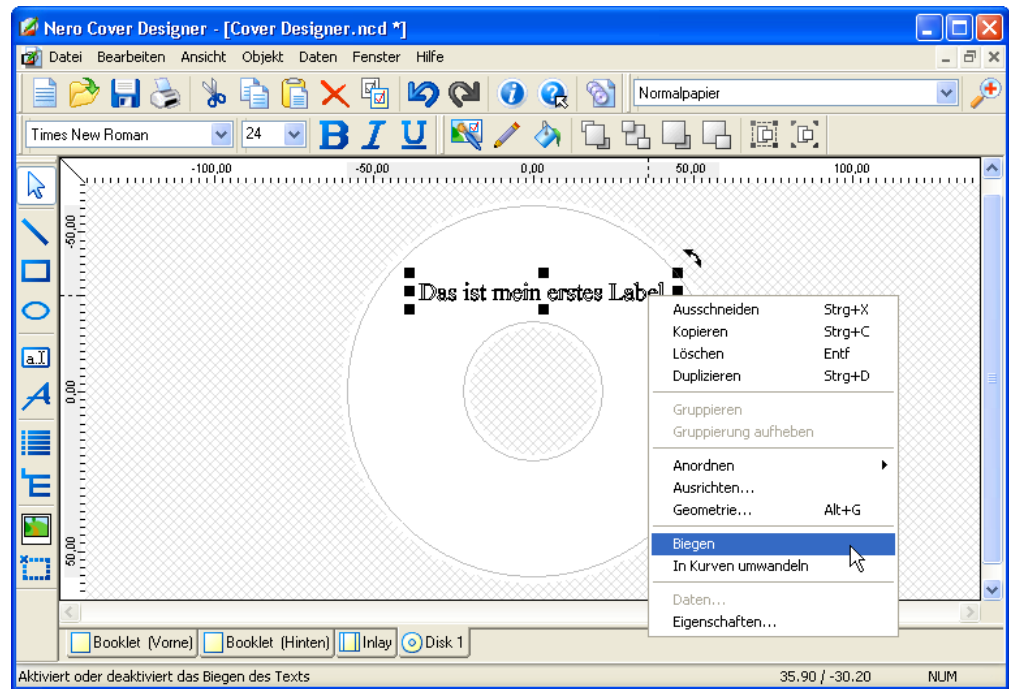 Nero Cover Designer - [Cover Designer.ncd *]
Datei Bearbeiten Ansicht Objekt Daten Fenster Hilfe
Normalpapier
Times New Roman 24 B I U
-100,00 -50,00 0,00 50,00 100,00
-50,00
0,00
50,00
a.I
A
Das ist mein erstes Label
Ausschneiden Strg+X
Kopieren Strg+C
Löschen Entf
Duplizieren Strg+D
Gruppieren
Gruppierung aufheben
Anordnen
Ausrichten...
Geometrie... Alt+G
Biegen
In Kurven umwandeln
Daten...
Eigenschaften...
Booklet (Vorne) Booklet (Hinten) Inlay Disk 1
Aktiviert oder deaktiviert das Biegen des Texts 35.90 / -30.20 NUM